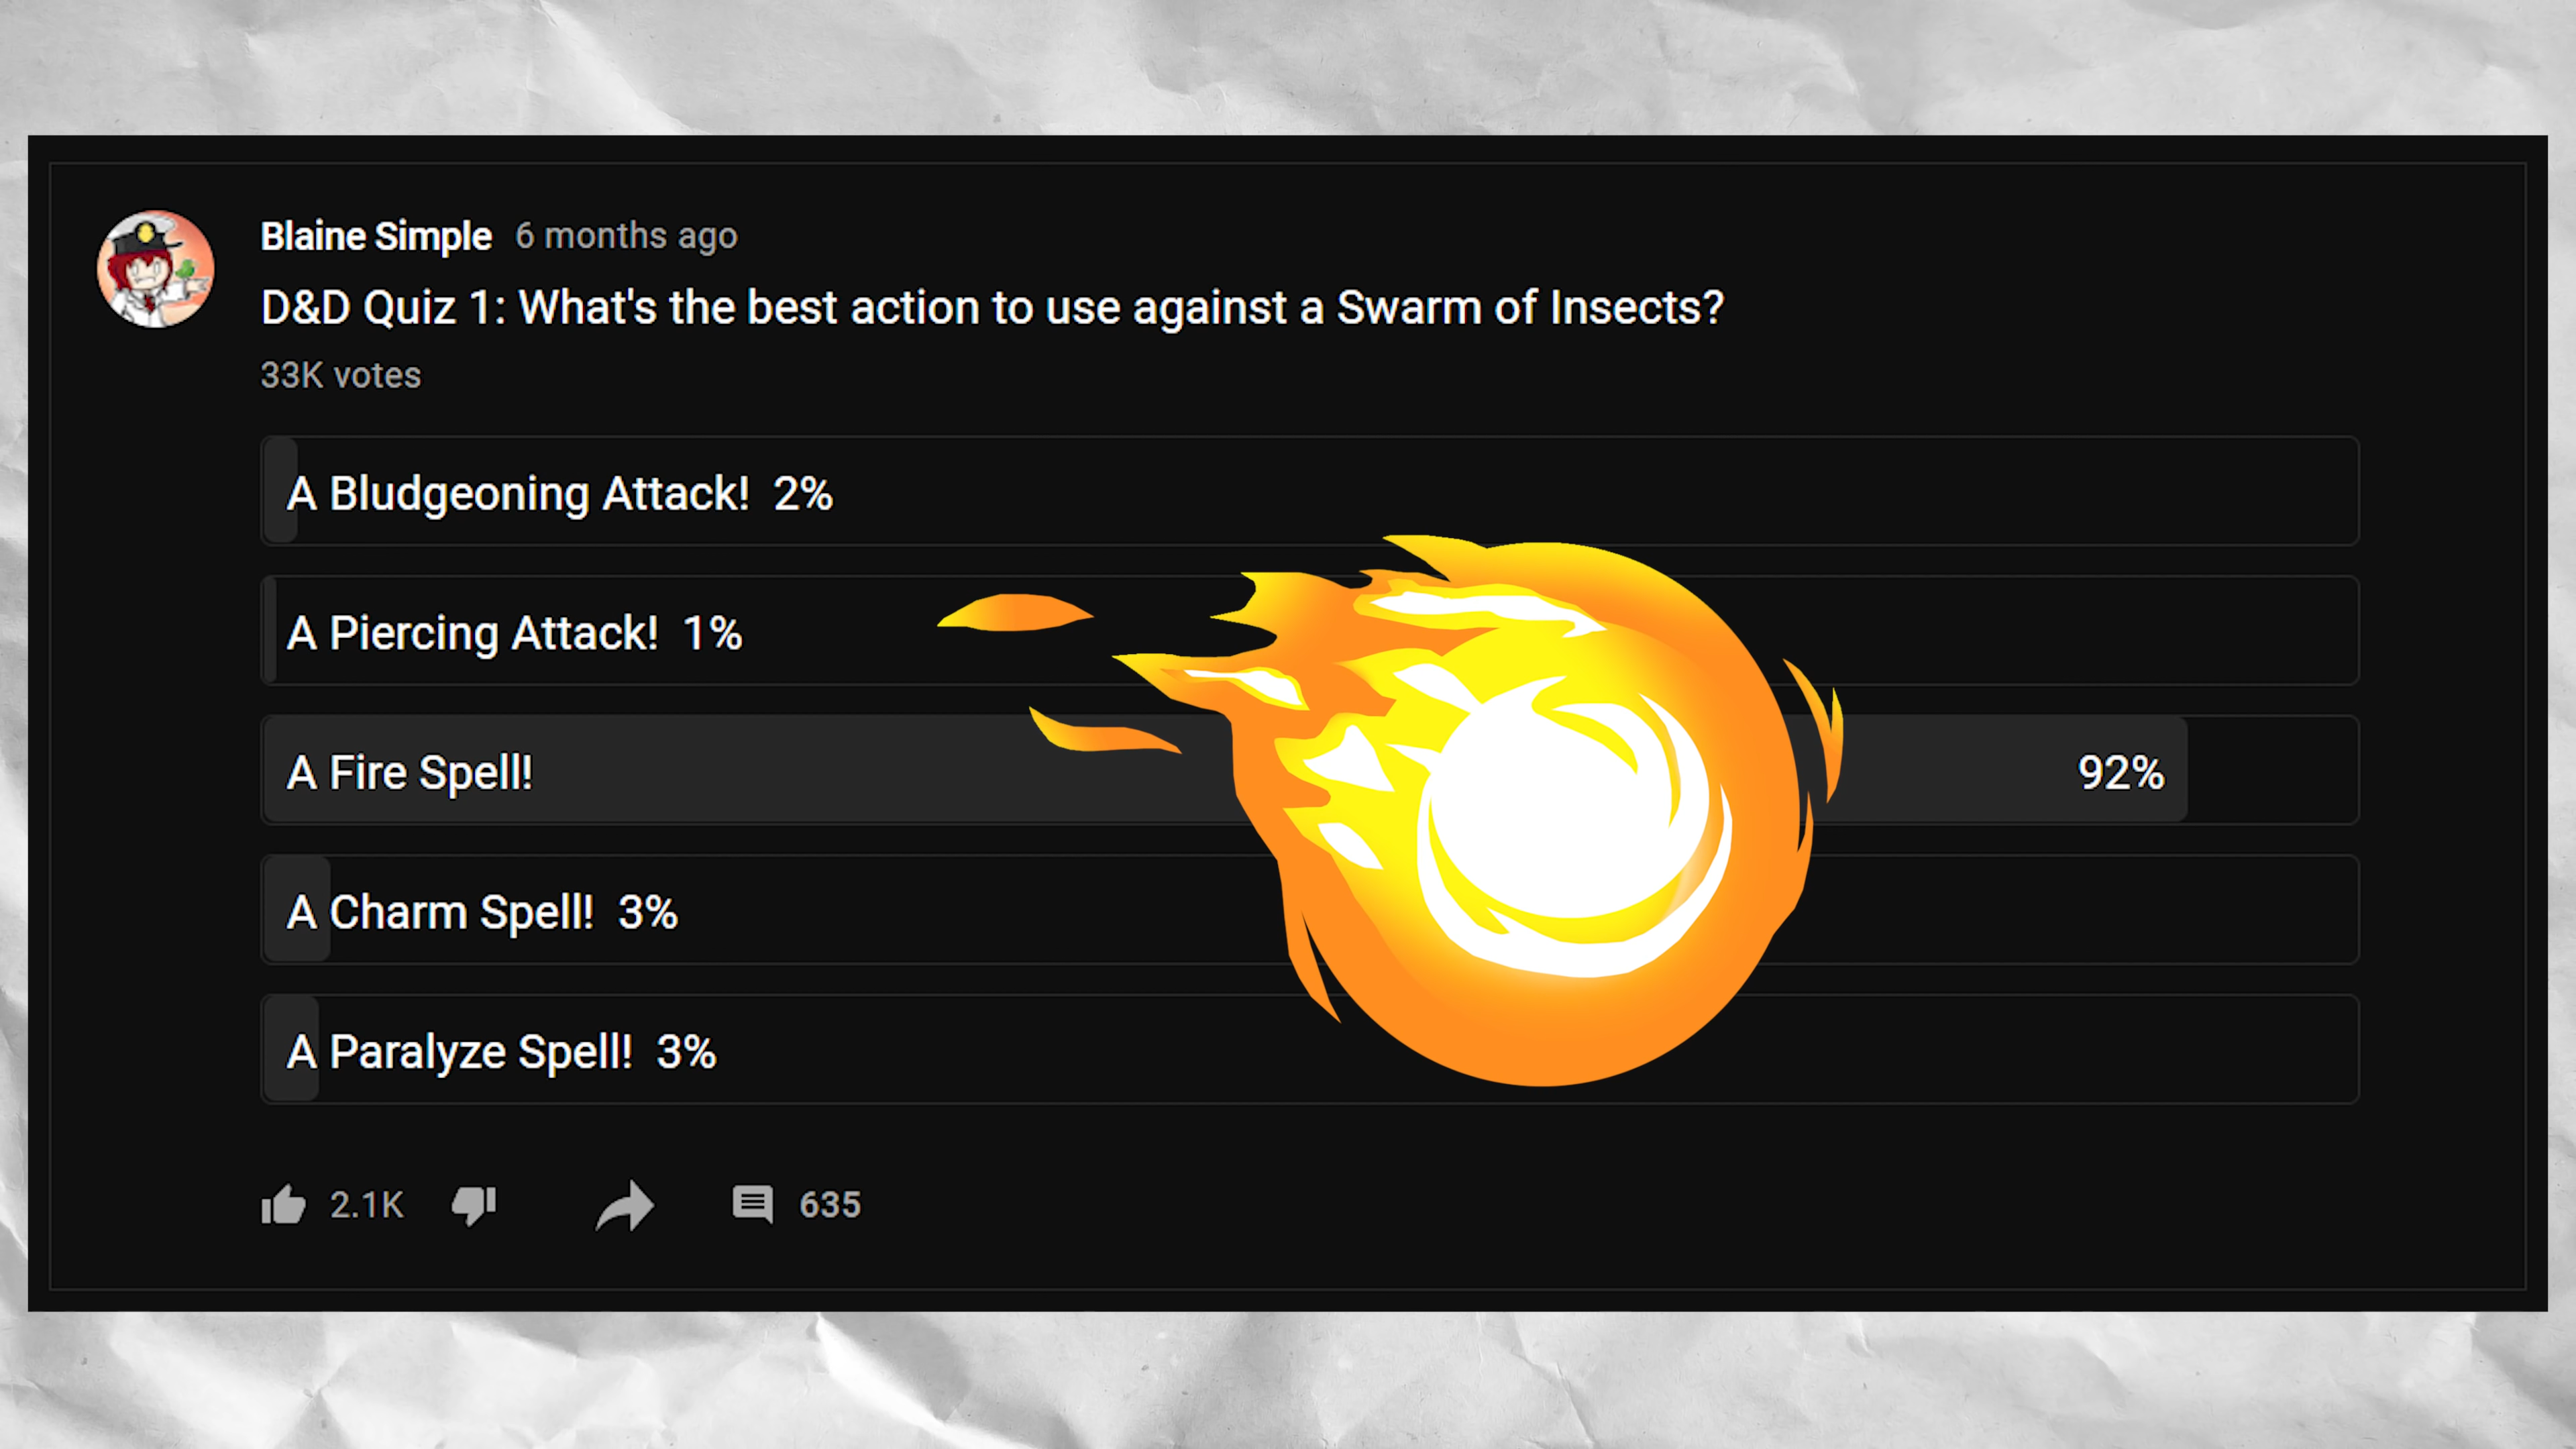 Blaine Simple 6 months ago
D&D Quiz 1: What's the best action to use against a Swarm of Insects?
33K votes
A Bludgeoning Attack! 2%
A Piercing Attack! 1%
A Fire Spell! 92%
A Charm Spell! 3%
A Paralyze Spell! 3%
2.1K 635